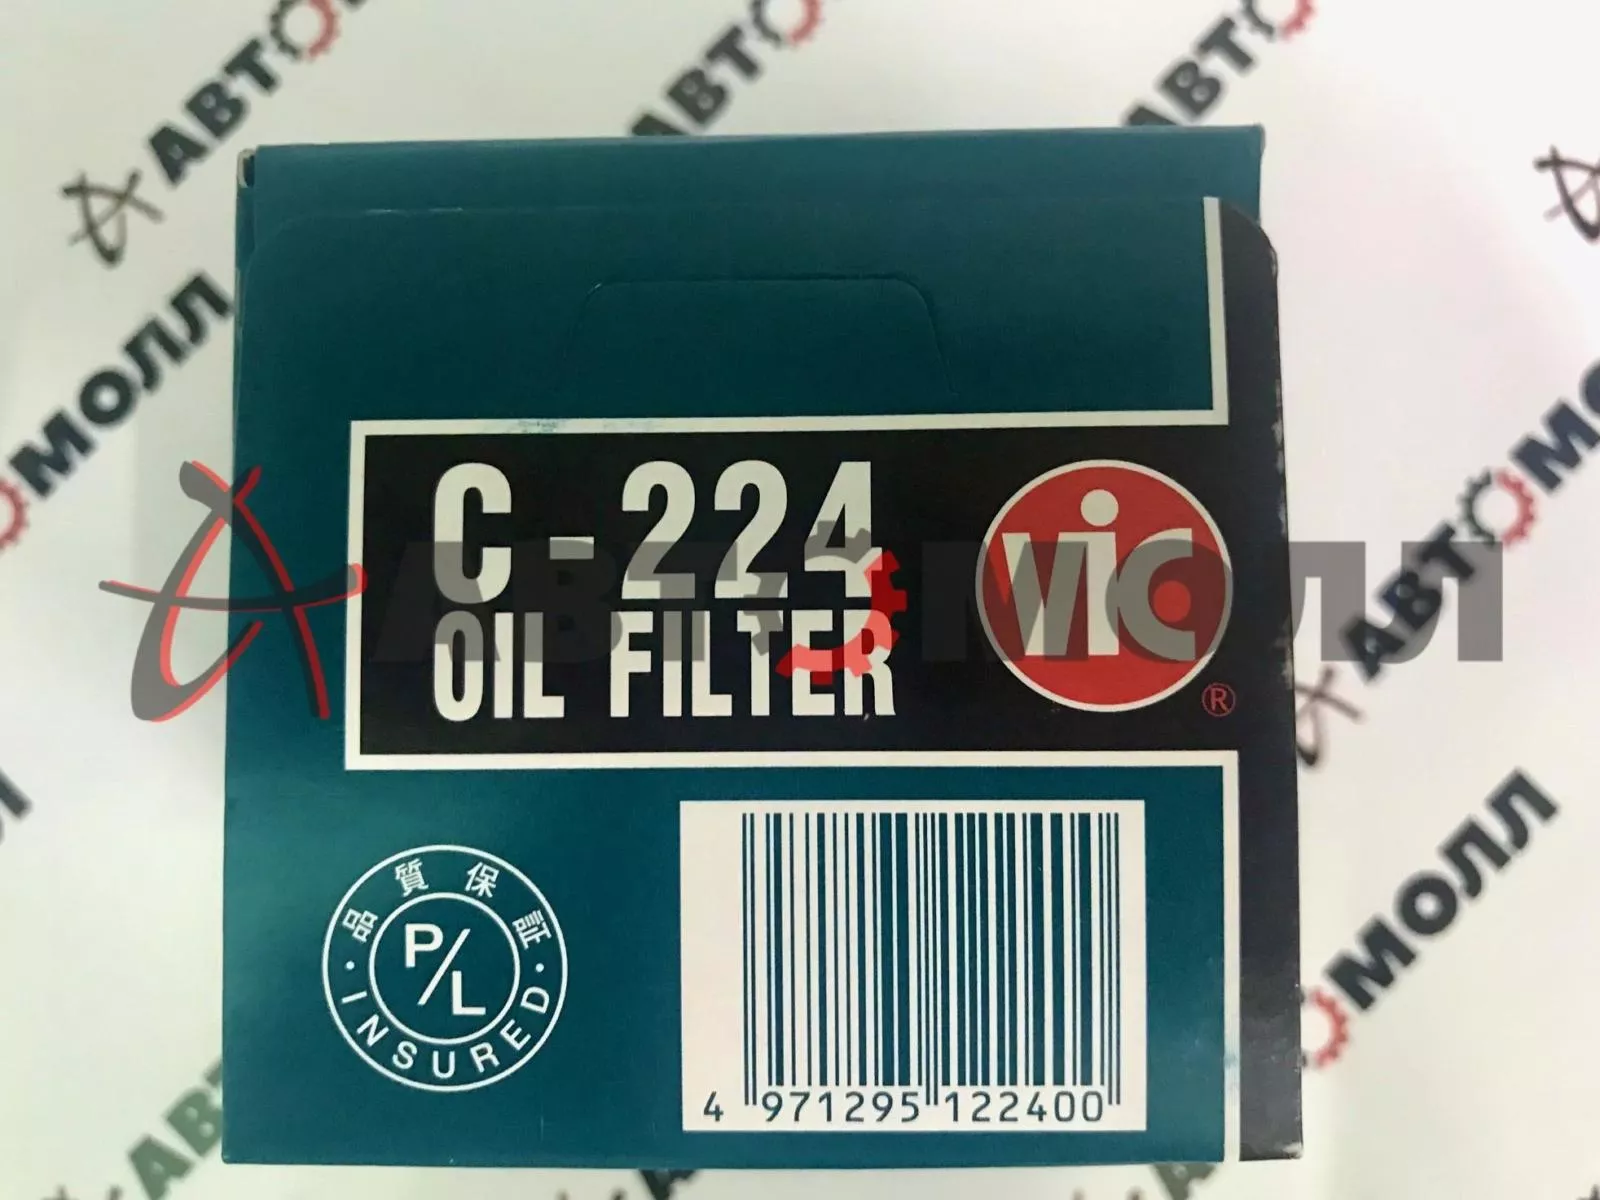 C-224
OIL FILTER
vic
®
品質保証
P/L
INSURED
4 971295 122400
АВТОМОЛЛ